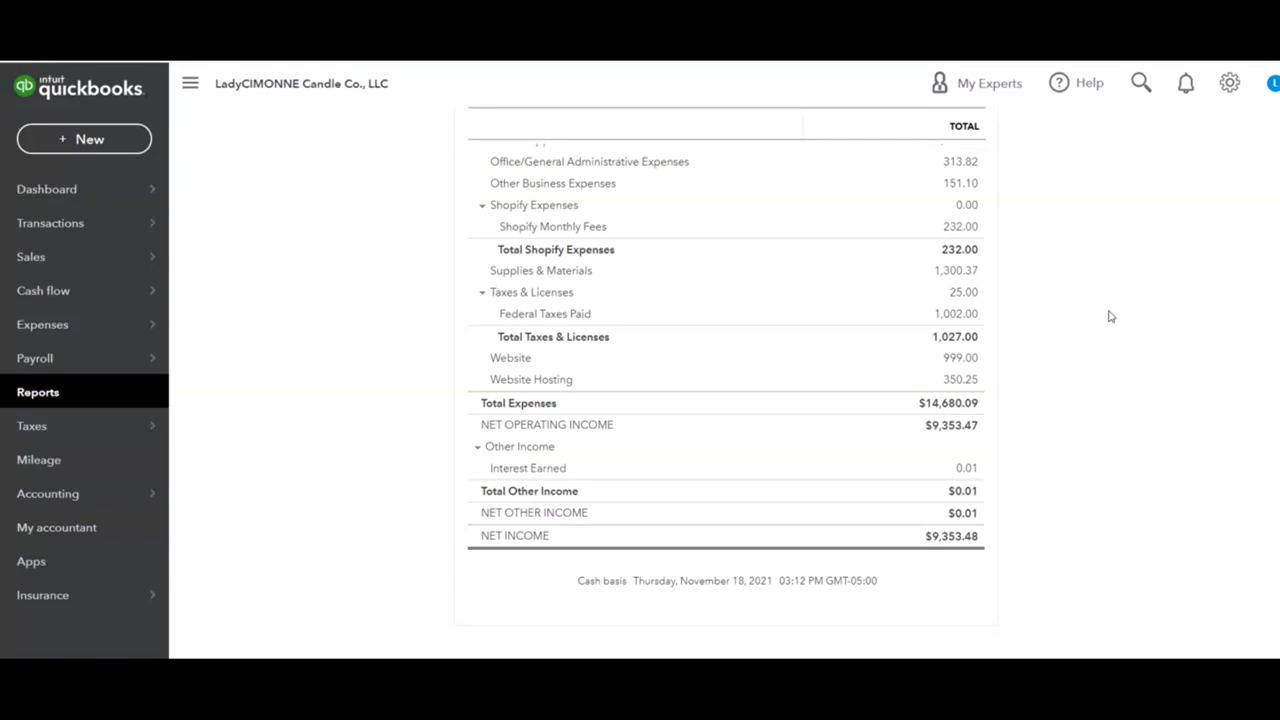 intuit quickbooks.
LadyCIMONNE Candle Co., LLC
My Experts
Help
L
+ New
Dashboard
Transactions
Sales
Cash flow
Expenses
Payroll
Reports
Taxes
Mileage
Accounting
My accountant
Apps
Insurance
TOTAL
Office/General Administrative Expenses 313.82
Other Business Expenses 151.10
Shopify Expenses 0.00
Shopify Monthly Fees 232.00
Total Shopify Expenses 232.00
Supplies & Materials 1,300.37
Taxes & Licenses 25.00
Federal Taxes Paid 1,002.00
Total Taxes & Licenses 1,027.00
Website 999.00
Website Hosting 350.25
Total Expenses $14,680.09
NET OPERATING INCOME $9,353.47
Other Income
Interest Earned 0.01
Total Other Income $0.01
NET OTHER INCOME $0.01
NET INCOME $9,353.48
Cash basis Thursday, November 18, 2021 03:12 PM GMT-05:00